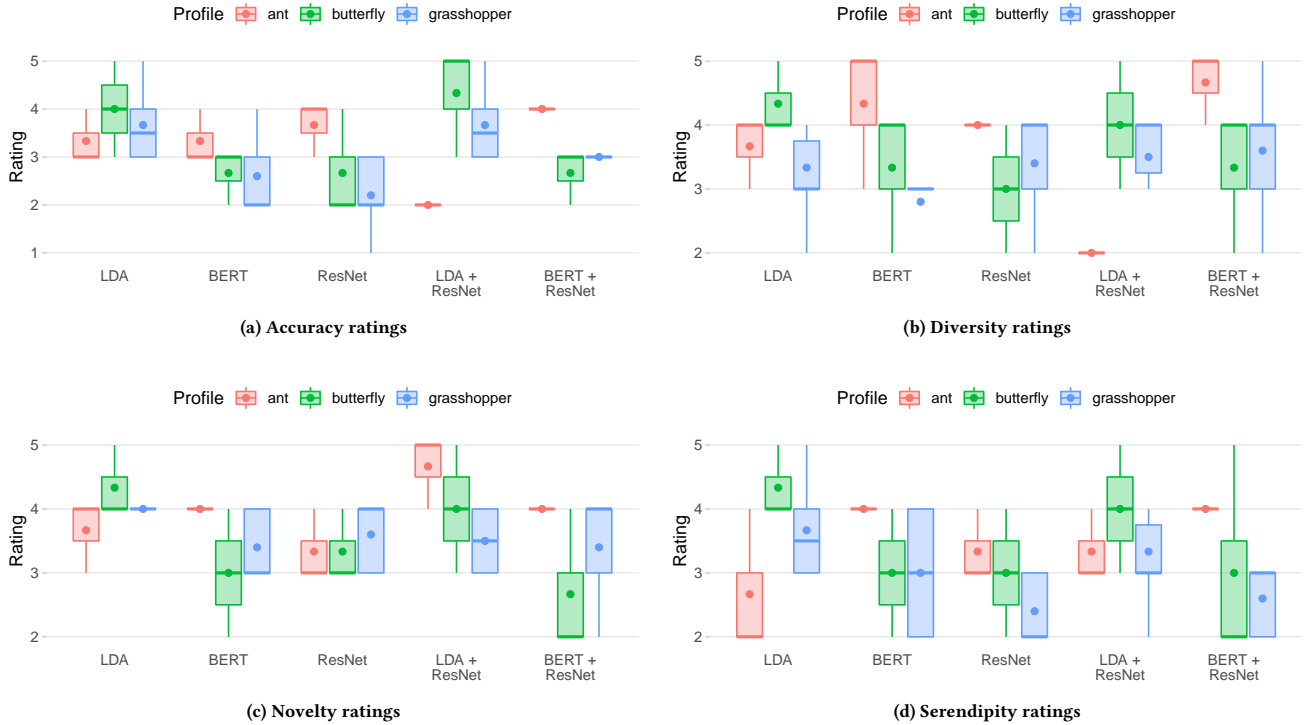 Profile ant butterfly grasshopper
5
4
3
2
1
Rating
LDA BERT ResNet LDA + BERT +
ResNet ResNet
(a) Accuracy ratings
Profile ant butterfly grasshopper
5
4
3
2
Rating
LDA BERT ResNet LDA + BERT +
ResNet ResNet
(b) Diversity ratings
Profile ant butterfly grasshopper
5
4
3
2
Rating
LDA BERT ResNet LDA + BERT +
ResNet ResNet
(c) Novelty ratings
Profile ant butterfly grasshopper
5
4
3
2
Rating
LDA BERT ResNet LDA + BERT +
ResNet ResNet
(d) Serendipity ratings